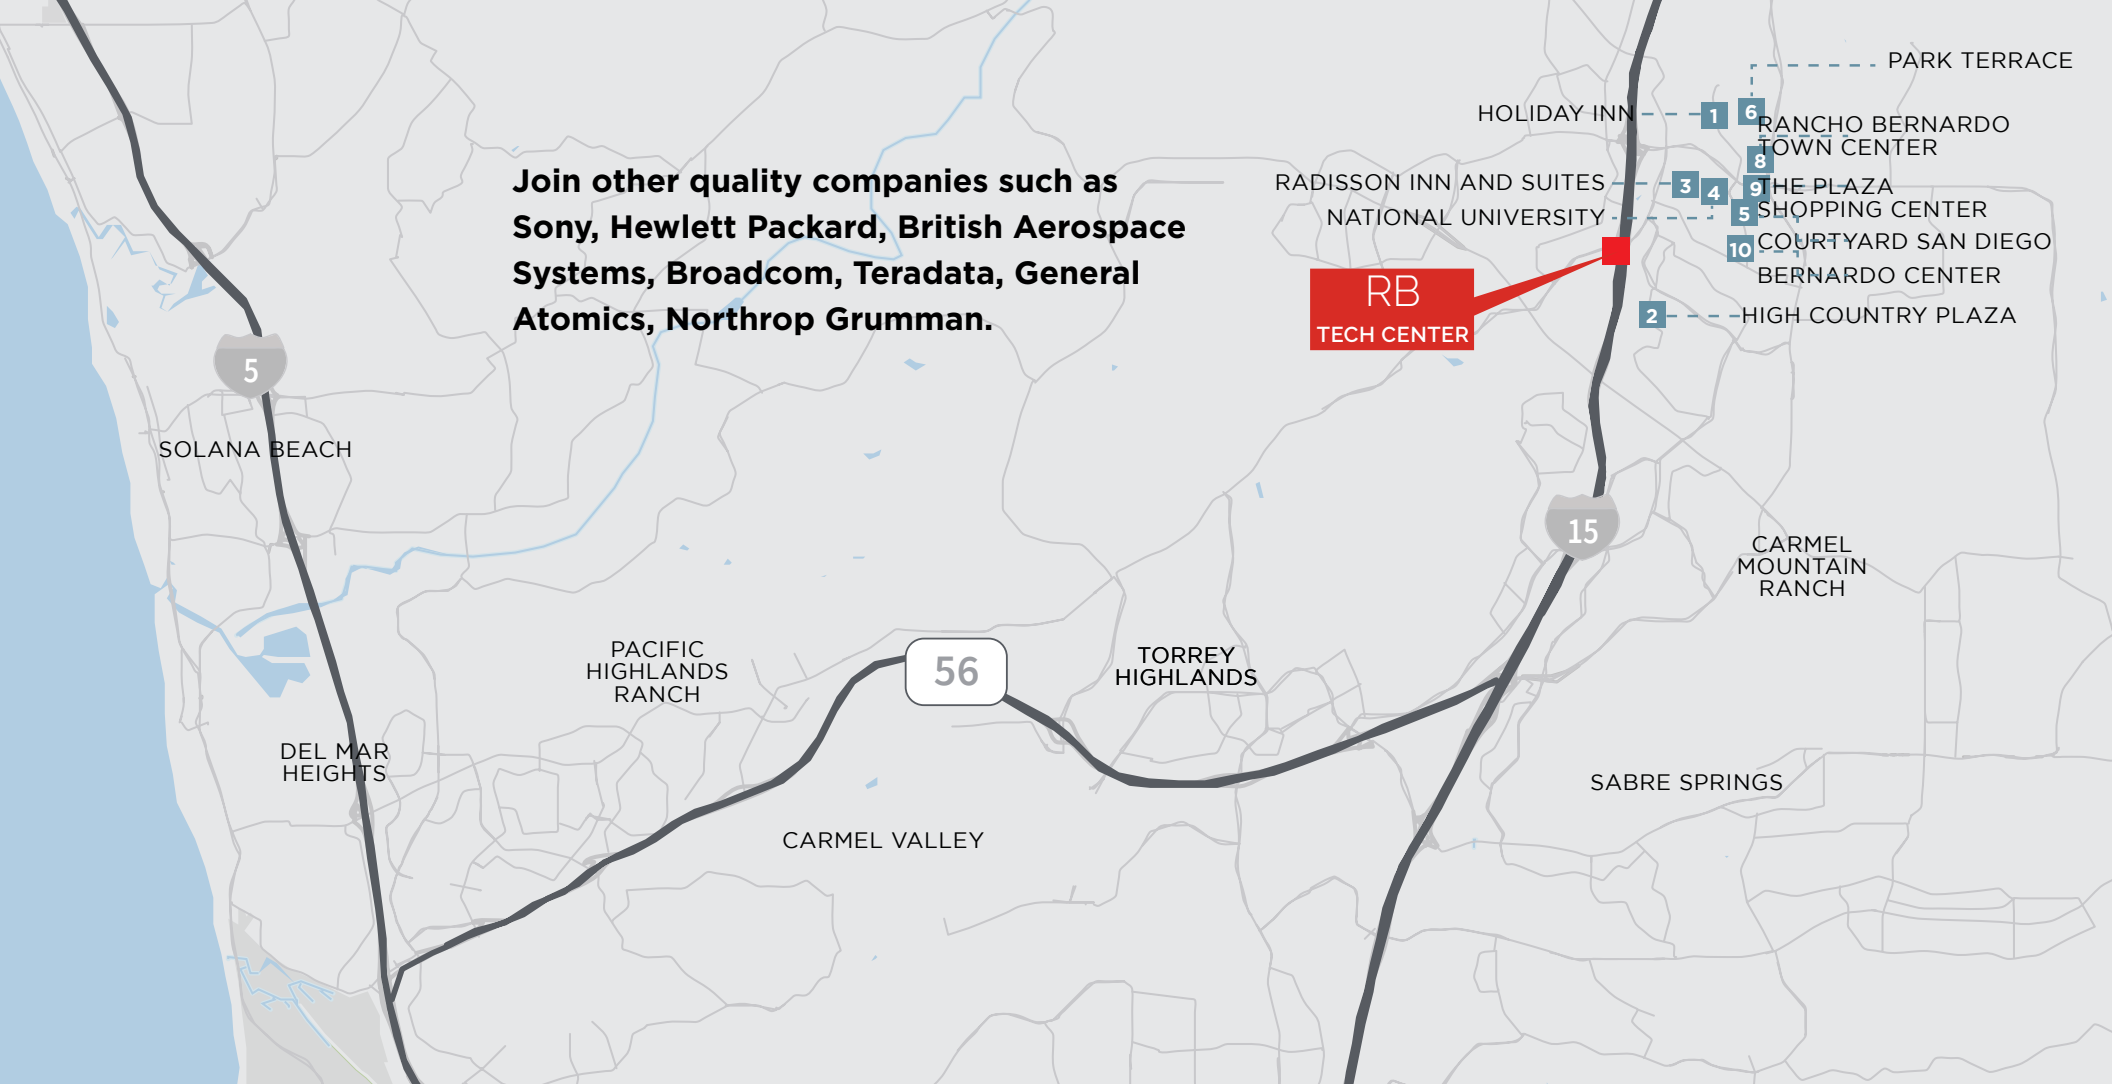 PARK TERRACE
HOLIDAY INN
1
6
RANCHO BERNARDO
TOWN CENTER
8
Join other quality companies such as
Sony, Hewlett Packard, British Aerospace
Systems, Broadcom, Teradata, General
Atomics, Northrop Grumman.
RADISSON INN AND SUITES
3
4
9
THE PLAZA
SHOPPING CENTER
5
NATIONAL UNIVERSITY
10
COURTYARD SAN DIEGO
BERNARDO CENTER
RB
TECH CENTER
2
HIGH COUNTRY PLAZA
5
SOLANA BEACH
15
CARMEL
MOUNTAIN
RANCH
PACIFIC
HIGHLANDS
RANCH
56
TORREY
HIGHLANDS
DEL MAR
HEIGHTS
SABRE SPRINGS
CARMEL VALLEY